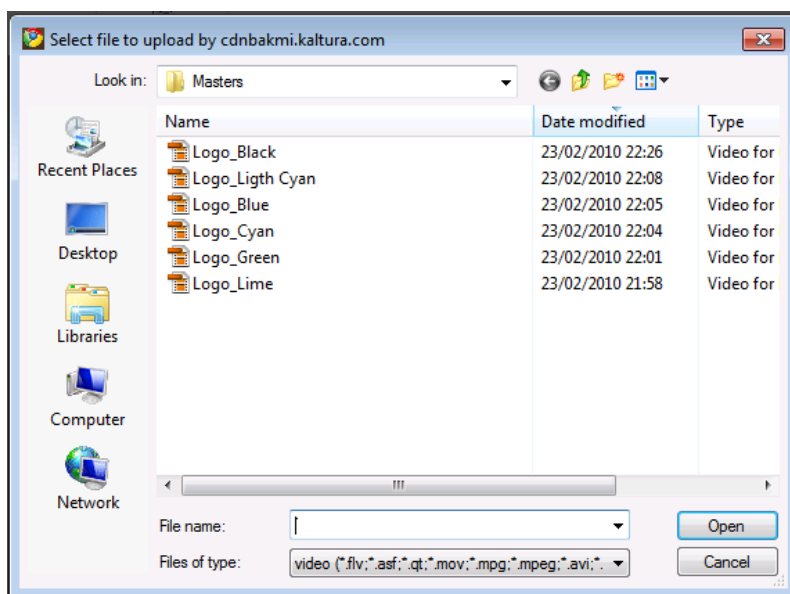 Select file to upload by cdnbakmi.kaltura.com
Look in: Masters
Name Date modified Type
Logo_Black 23/02/2010 22:26 Video for
Logo_Ligth Cyan 23/02/2010 22:08 Video for
Logo_Blue 23/02/2010 22:05 Video for
Logo_Cyan 23/02/2010 22:04 Video for
Logo_Green 23/02/2010 22:01 Video for
Logo_Lime 23/02/2010 21:58 Video for
Recent Places
Desktop
Libraries
Computer
Network
File name:
Open
Files of type: video (*.flv;*.asf;*.qt;*.mov;*.mpg;*.mpeg;*.avi;*.
Cancel